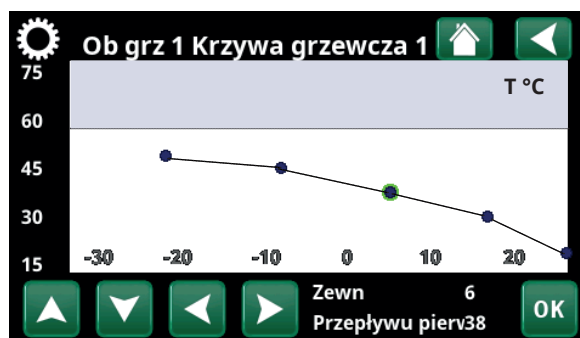 Ob grz 1 Krzywa grzewcza 1
75
T °C
60
45
30
15
-30 -20 -10 0 10 20
Zewn 6
Przepływu pierw38
OK